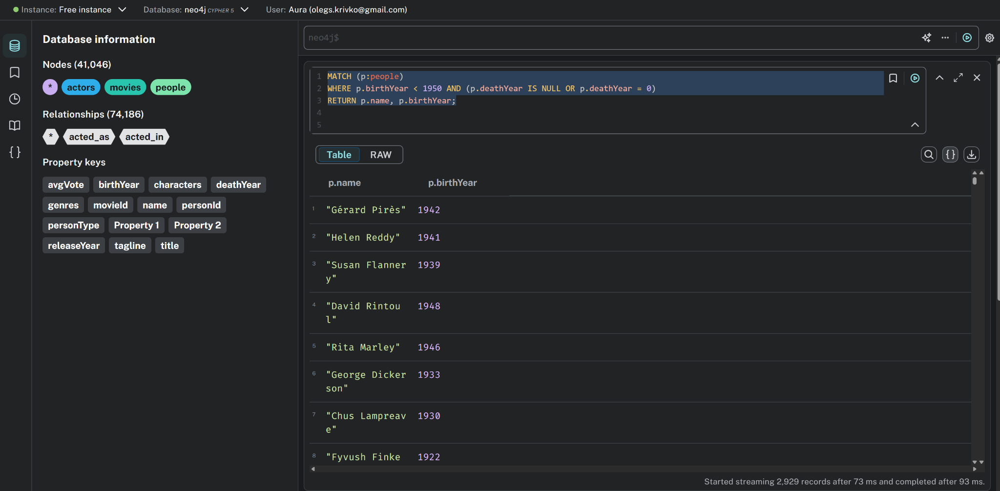 Instance: Free instance Database: neo4j CYPHER 5 User: Aura (olegs.krivko@gmail.com)
Database information
Nodes (41,046)
* actors movies people
Relationships (74,186)
* acted_as acted_in
Property keys
avgVote birthYear characters deathYear
genres movieId name personId
personType Property 1 Property 2
releaseYear tagline title
neo4j$
1 MATCH (p:people)
2 WHERE p.birthYear < 1950 AND (p.deathYear IS NULL OR p.deathYear = 0)
3 RETURN p.name, p.birthYear;
4
5
Table RAW
p.name p.birthYear
1 "Gérard Pirès" 1942
2 "Helen Reddy" 1941
3 "Susan Flanner 1939
y"
4 "David Rintou 1948
l"
5 "Rita Marley" 1946
6 "George Dicker 1933
son"
7 "Chus Lampreav 1930
e"
8 "Fyvush Finke 1922
Started streaming 2,929 records after 73 ms and completed after 93 ms.